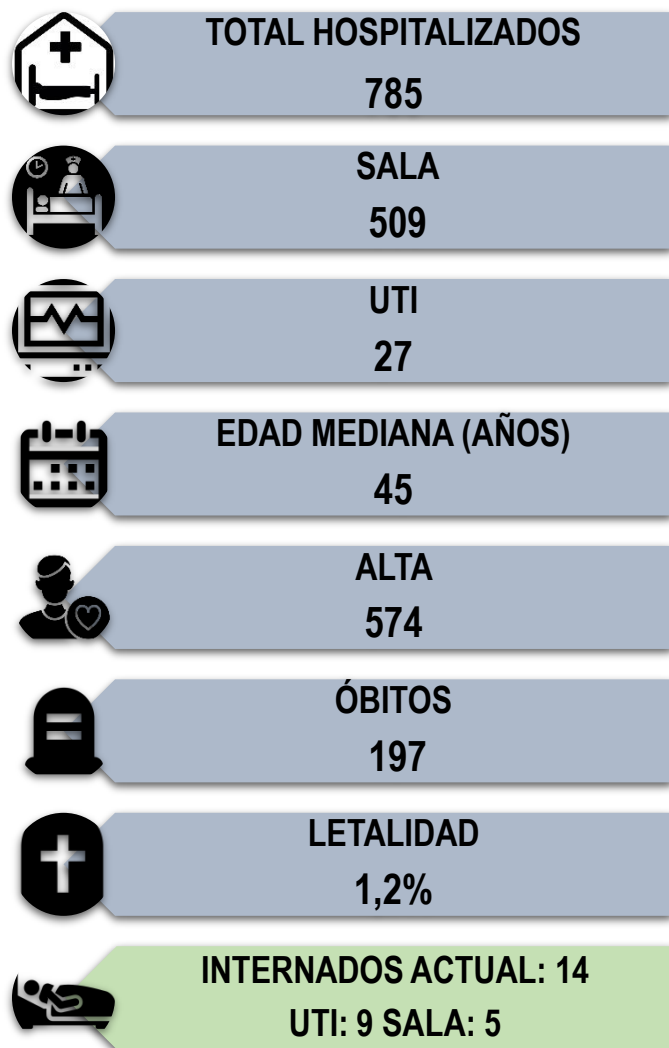 TOTAL HOSPITALIZADOS
785
SALA
509
UTI
27
EDAD MEDIANA (AÑOS)
45
ALTA
574
ÓBITOS
197
LETALIDAD
1,2%
INTERNADOS ACTUAL: 14
UTI: 9 SALA: 5